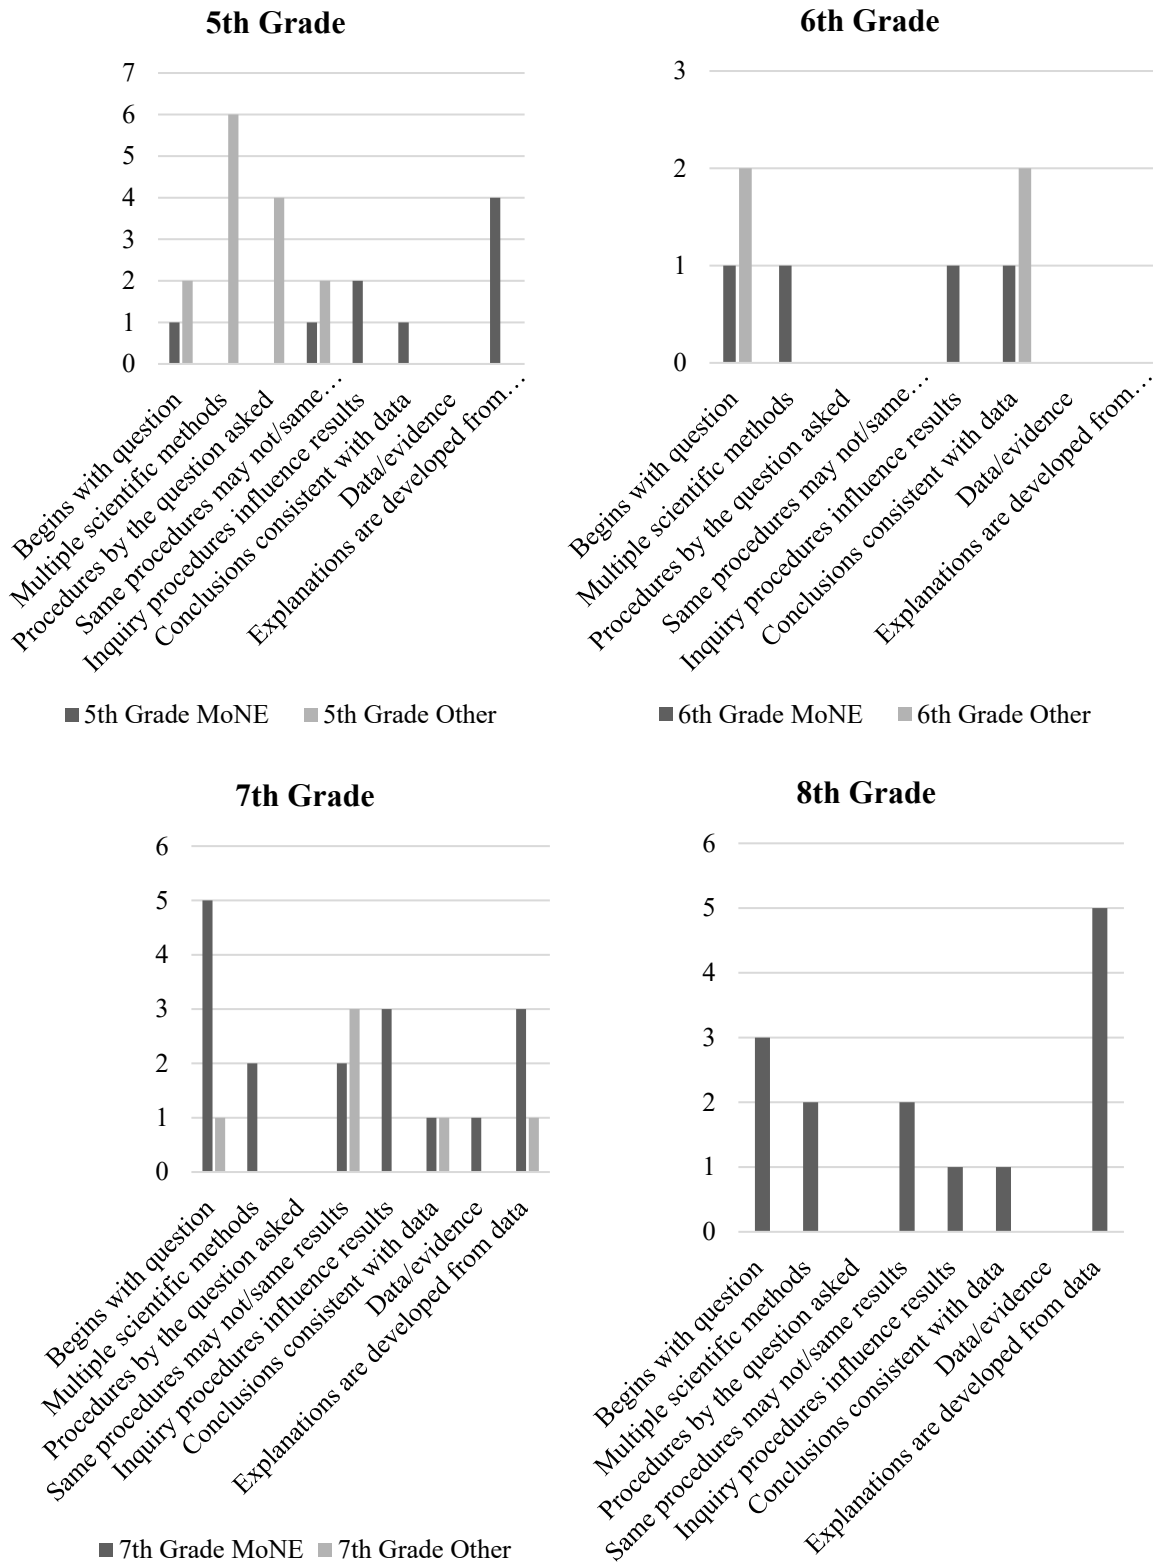 5th Grade
7
6
5
4
3
2
1
0
Begins with question
Multiple scientific methods
Procedures by the question asked
Same procedures may not/same…
Inquiry procedures influence results
Conclusions consistent with data
Data/evidence
Explanations are developed from…
5th Grade MoNE 5th Grade Other
6th Grade
3
2
1
0
Begins with question
Multiple scientific methods
Procedures by the question asked
Same procedures may not/same…
Inquiry procedures influence results
Conclusions consistent with data
Data/evidence
Explanations are developed from…
6th Grade MoNE 6th Grade Other
7th Grade
6
5
4
3
2
1
0
Begins with question
Multiple scientific methods
Procedures by the question asked
Same procedures may not/same results
Inquiry procedures influence results
Conclusions consistent with data
Data/evidence
Explanations are developed from data
7th Grade MoNE 7th Grade Other
8th Grade
6
5
4
3
2
1
0
Begins with question
Multiple scientific methods
Procedures by the question asked
Same procedures may not/same results
Inquiry procedures influence results
Conclusions consistent with data
Data/evidence
Explanations are developed from data